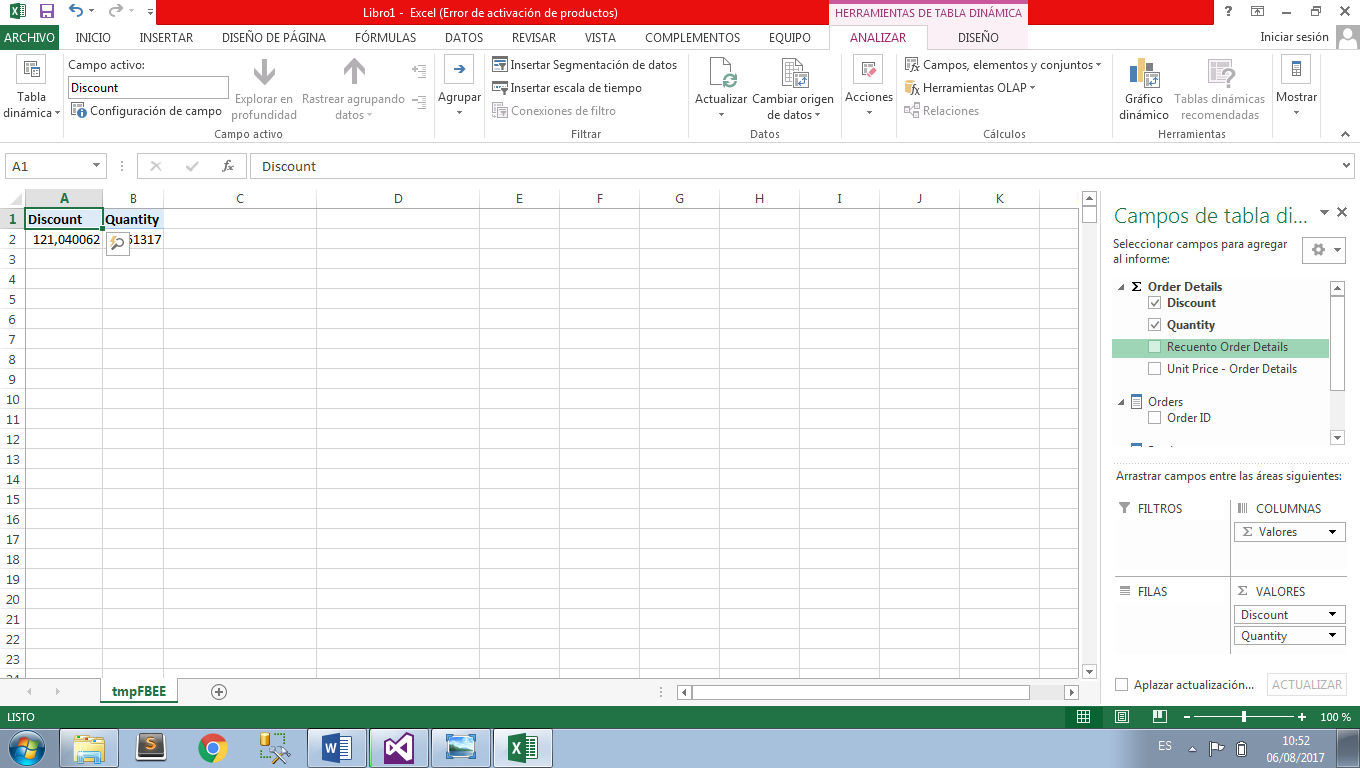 Libro1 - Excel (Error de activación de productos)
HERRAMIENTAS DE TABLA DINÁMICA
ARCHIVO INICIO INSERTAR DISEÑO DE PÁGINA FÓRMULAS DATOS REVISAR VISTA COMPLEMENTOS EQUIPO ANALIZAR DISEÑO Iniciar sesión
Tabla dinámica
Campo activo:
Discount
Configuración de campo
Explorar en profundidad
Rastrear agrupando datos
Campo activo
Agrupar
Insertar Segmentación de datos
Insertar escala de tiempo
Conexiones de filtro
Filtrar
Actualizar
Cambiar origen de datos
Datos
Acciones
Campos, elementos y conjuntos
Herramientas OLAP
Relaciones
Cálculos
Gráfico dinámico
Tablas dinámicas recomendadas
Herramientas
Mostrar
A1
fx
Discount
A B C D E F G H I J K
1 Discount Quantity
2 121,040062 51317
3
4
5
6
7
8
9
10
11
12
13
14
15
16
17
18
19
20
21
22
23
Campos de tabla di...
Seleccionar campos para agregar
al informe:
Σ Order Details
Discount
Quantity
Recuento Order Details
Unit Price - Order Details
Orders
Order ID
Arrastrar campos entre las áreas siguientes:
FILTROS
COLUMNAS
Σ Valores
FILAS
Σ VALORES
Discount
Quantity
Aplazar actualización...
ACTUALIZAR
tmpFBEE
LISTO
100 %
ES
10:52
06/08/2017